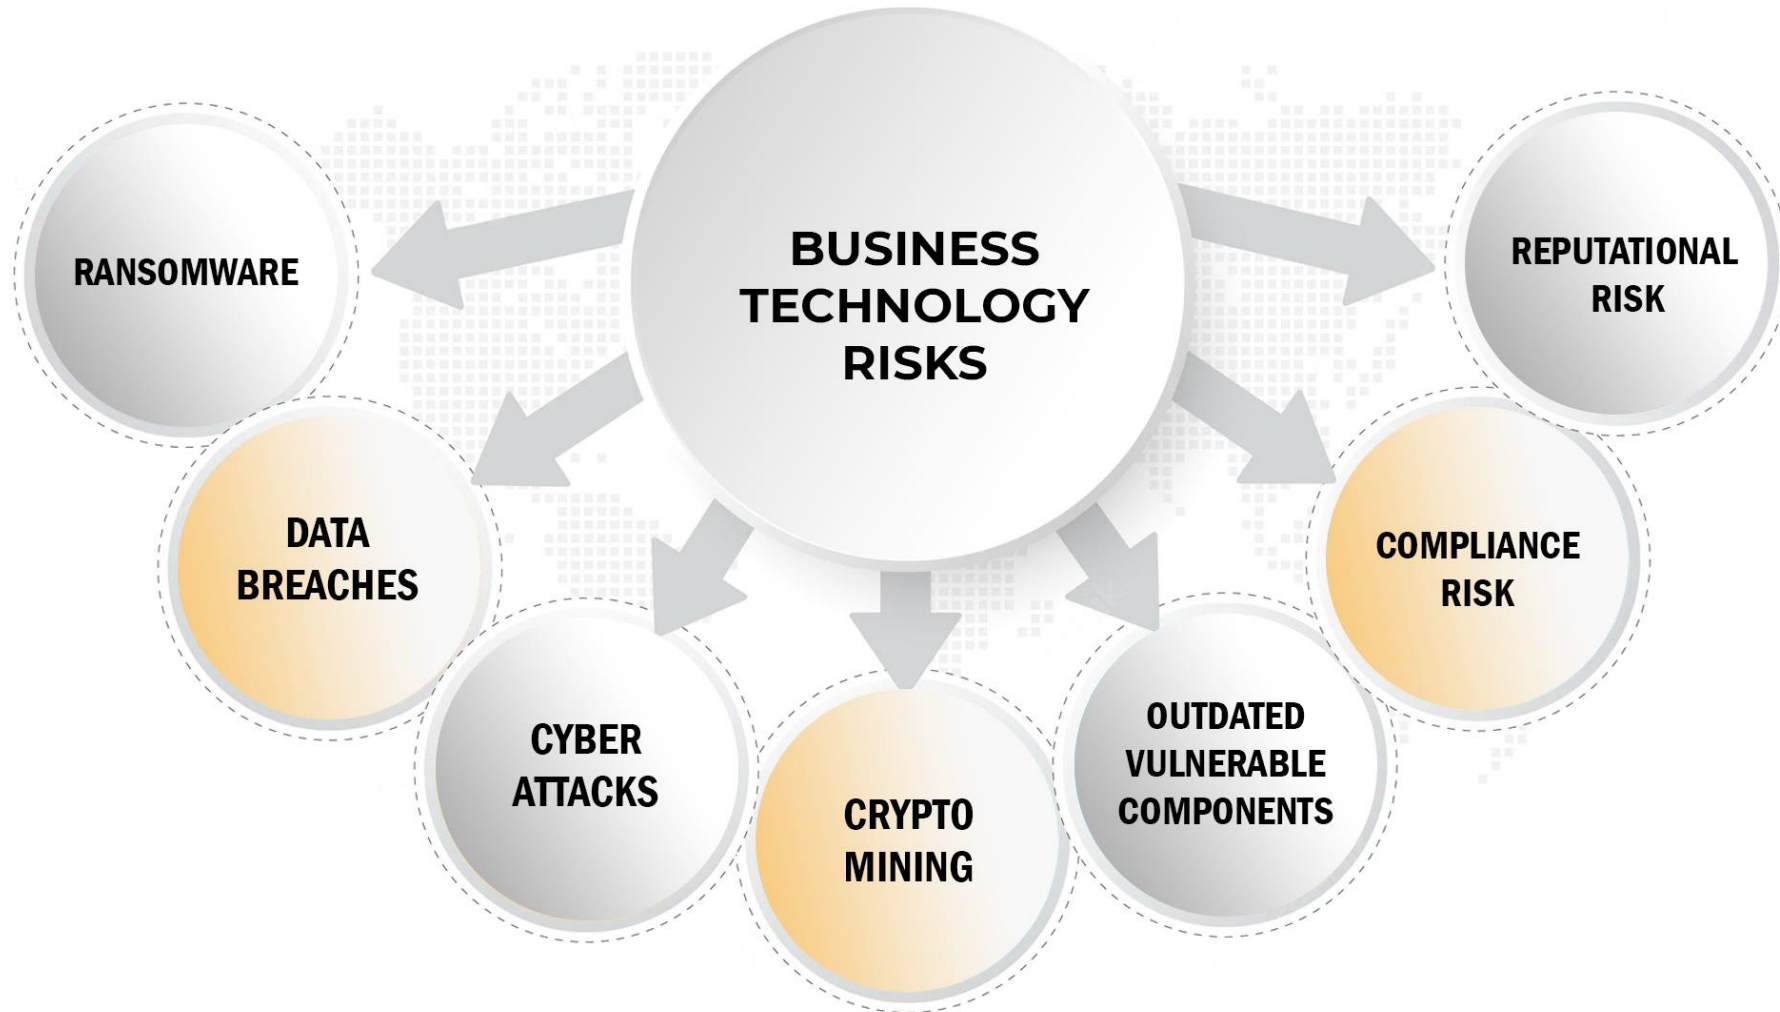 BUSINESS
TECHNOLOGY
RISKS
RANSOMWARE
DATA
BREACHES
CYBER
ATTACKS
CRYPTO
MINING
OUTDATED
VULNERABLE
COMPONENTS
COMPLIANCE
RISK
REPUTATIONAL
RISK